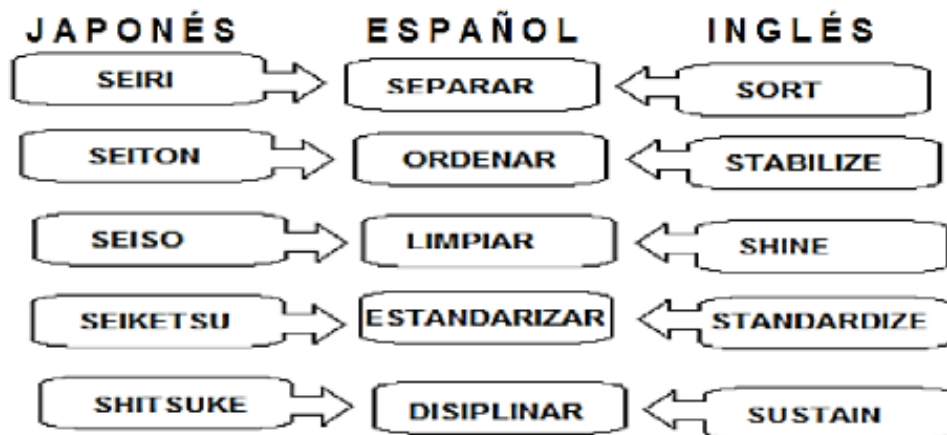 JAPONÉS ESPAÑOL INGLÉS
SEIRI SEPARAR SORT
SEITON ORDENAR STABILIZE
SEISO LIMPIAR SHINE
SEIKETSU ESTANDARIZAR STANDARDIZE
SHITSUKE DISIPLINAR SUSTAIN